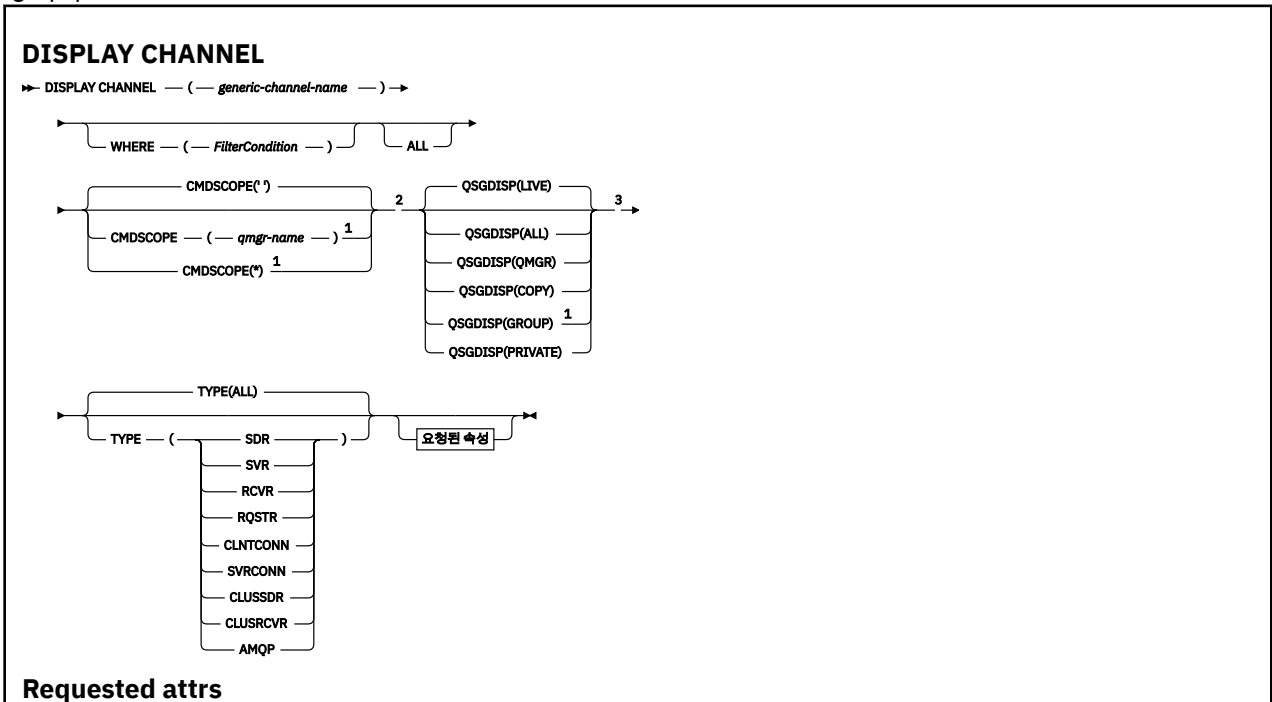 DISPLAY CHANNEL
DISPLAY CHANNEL ( generic-channel-name )
WHERE ( FilterCondition ) ALL
CMDSCOPE(' ')
CMDSCOPE ( qmgr-name ) 1
CMDSCOPE(*) 1
2
QSGDISP(LIVE)
QSGDISP(ALL)
QSGDISP(QMGR)
QSGDISP(COPY)
QSGDISP(GROUP) 1
QSGDISP(PRIVATE)
3
TYPE(ALL)
TYPE ( SDR )
SVR
RCVR
RQSTR
CLNTCONN
SVRCONN
CLUSSDR
CLUSRCVR
AMQP
요청된 속성
Requested attrs